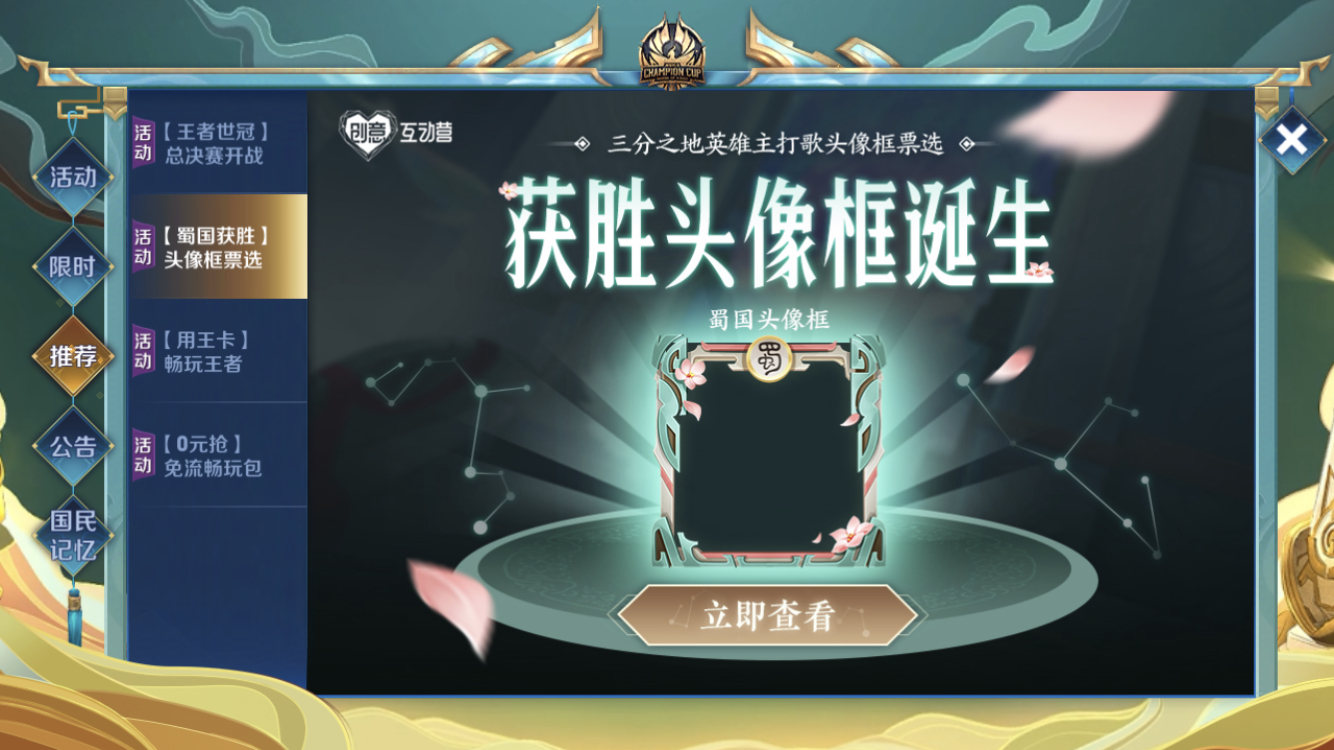 CHAMPION CUP
活动
限时
推荐
公告
国民
记忆
活动
【王者世冠】
总决赛开战
活动
【蜀国获胜】
头像框票选
活动
【用王卡】
畅玩王者
活动
【0元抢】
免流畅玩包
创意互动营
三分之地英雄主打歌头像框票选
获胜头像框诞生
蜀国头像框
蜀
立即查看